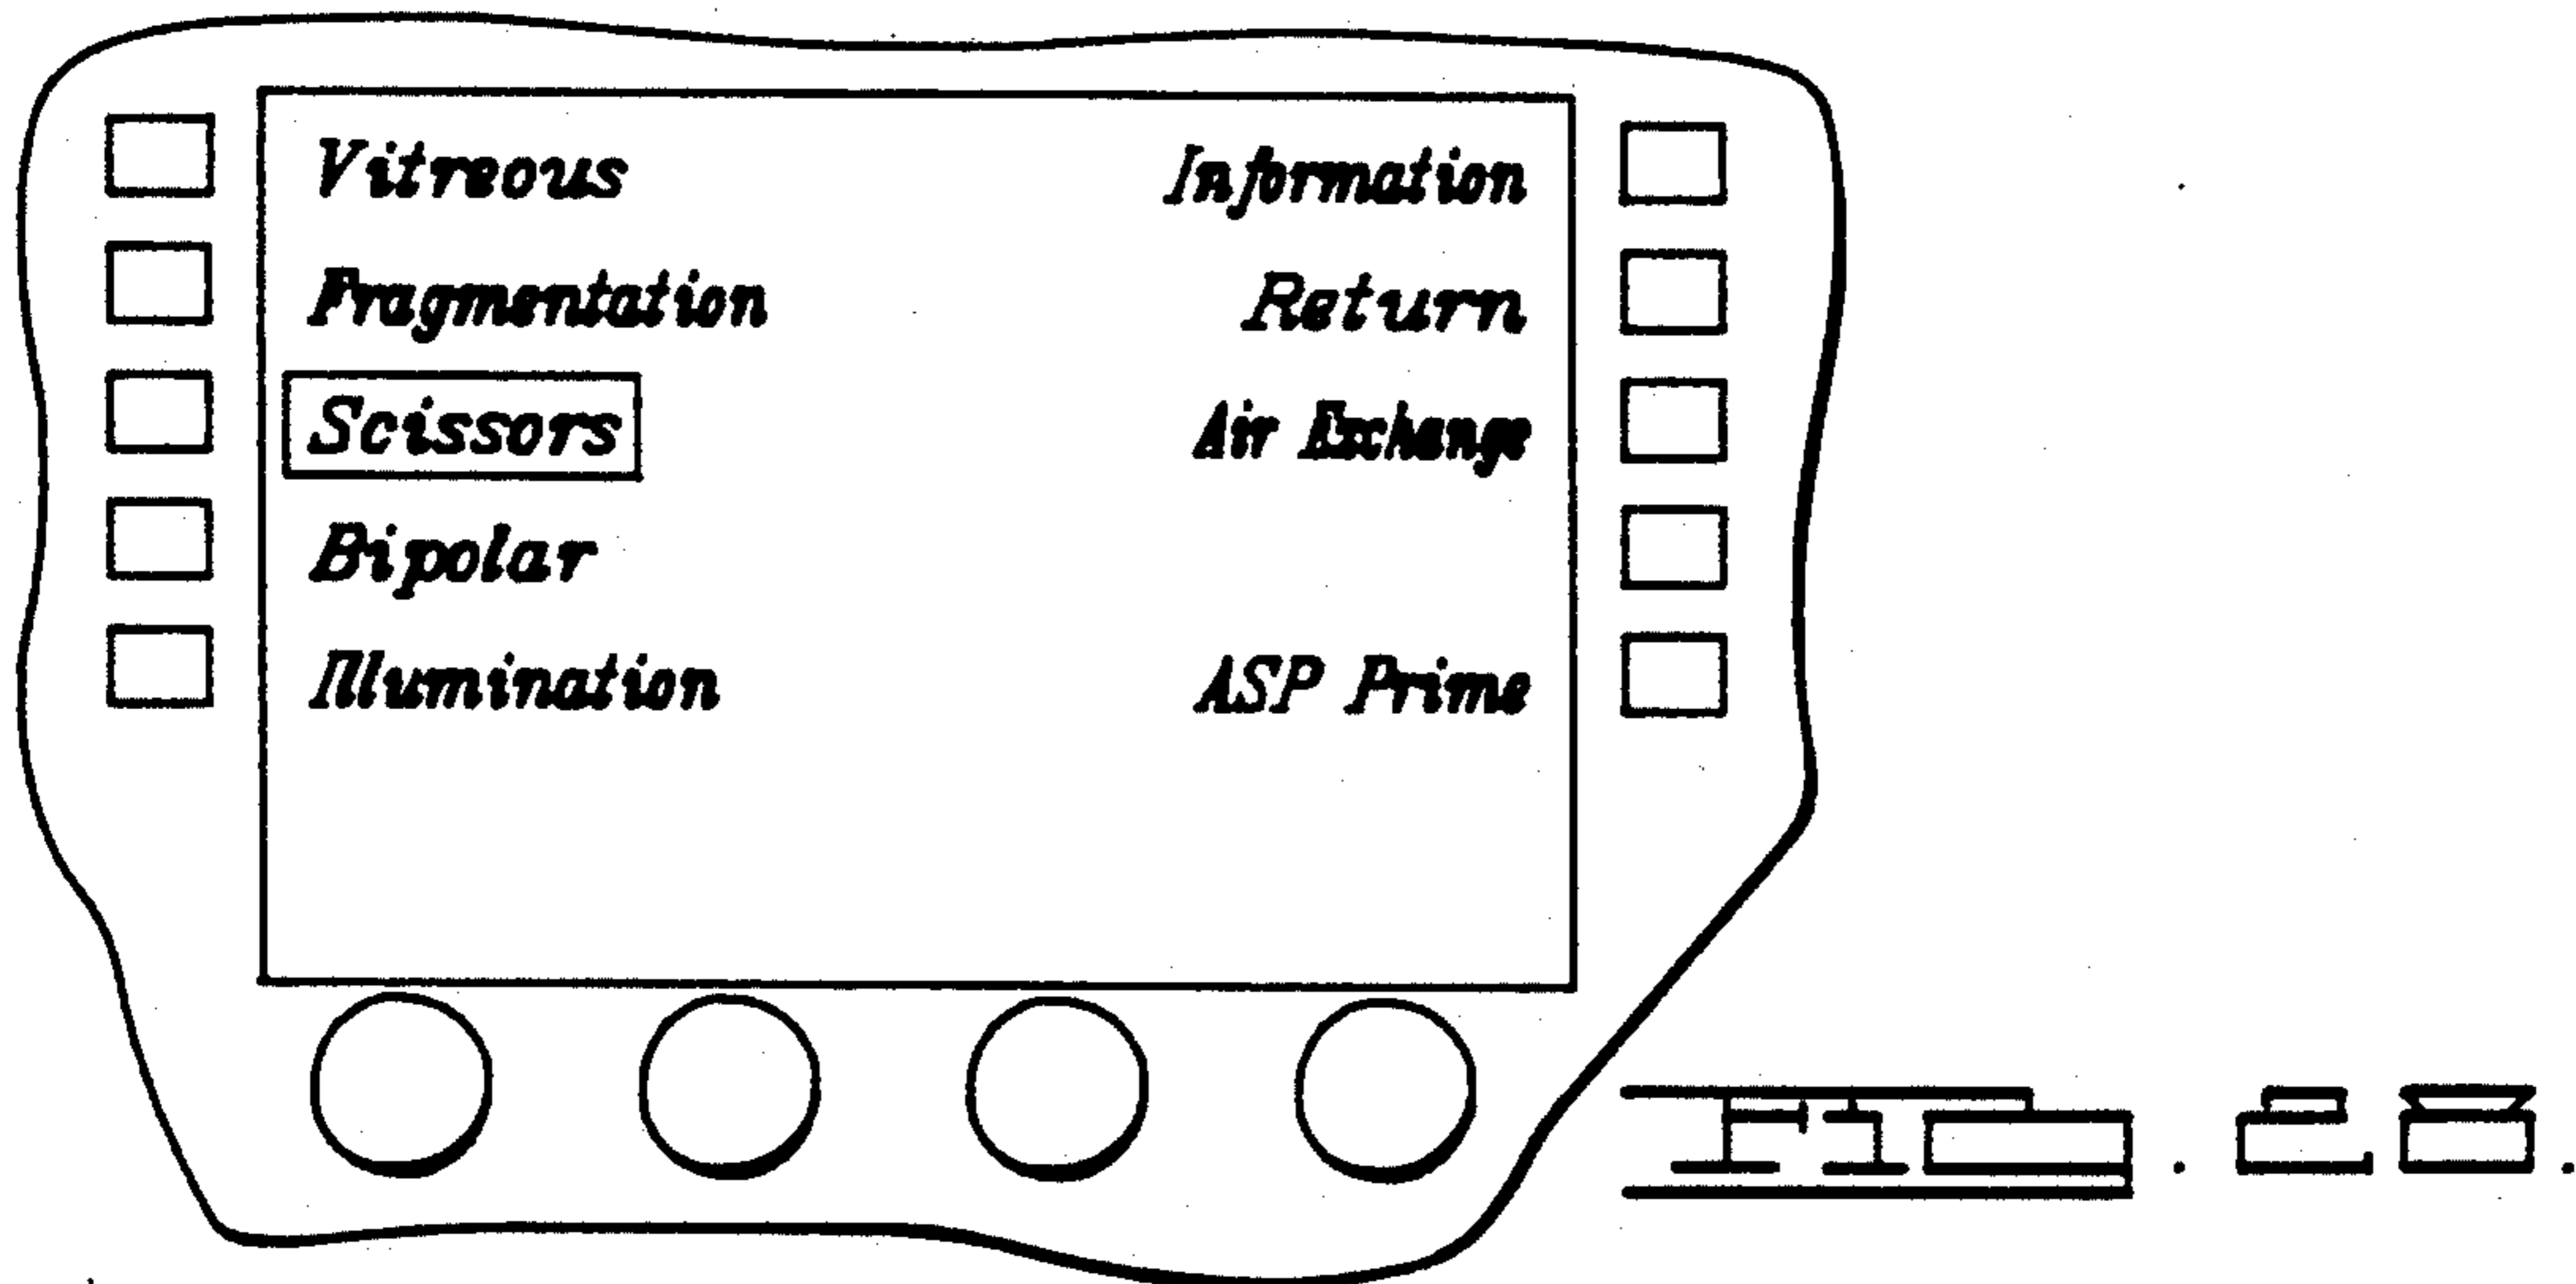 Vitreous Information
Fragmentation Return
Scissors Air Exchange
Bipolar
Illumination ASP Prime
Fig. 28.